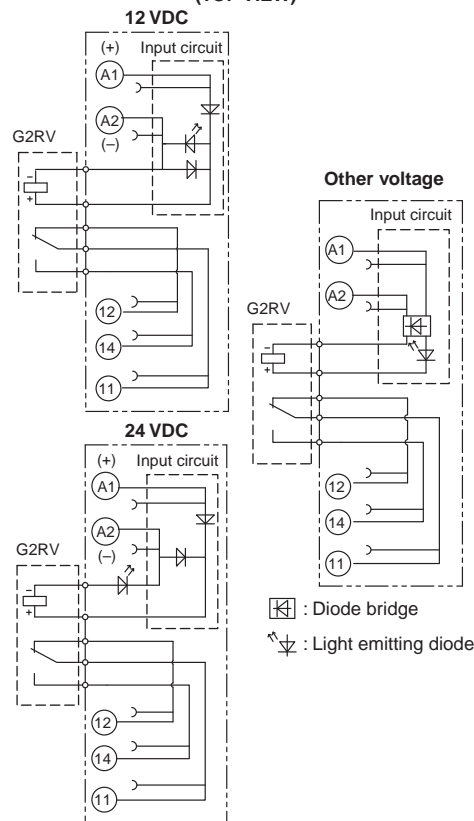 12 VDC
(+) Input circuit
A1
A2
(–)
G2RV
–
+
12
14
11
Other voltage
Input circuit
A1
A2
G2RV
–
+
12
14
11
24 VDC
(+) Input circuit
A1
A2
(–)
G2RV
–
+
12
14
11
: Diode bridge
: Light emitting diode